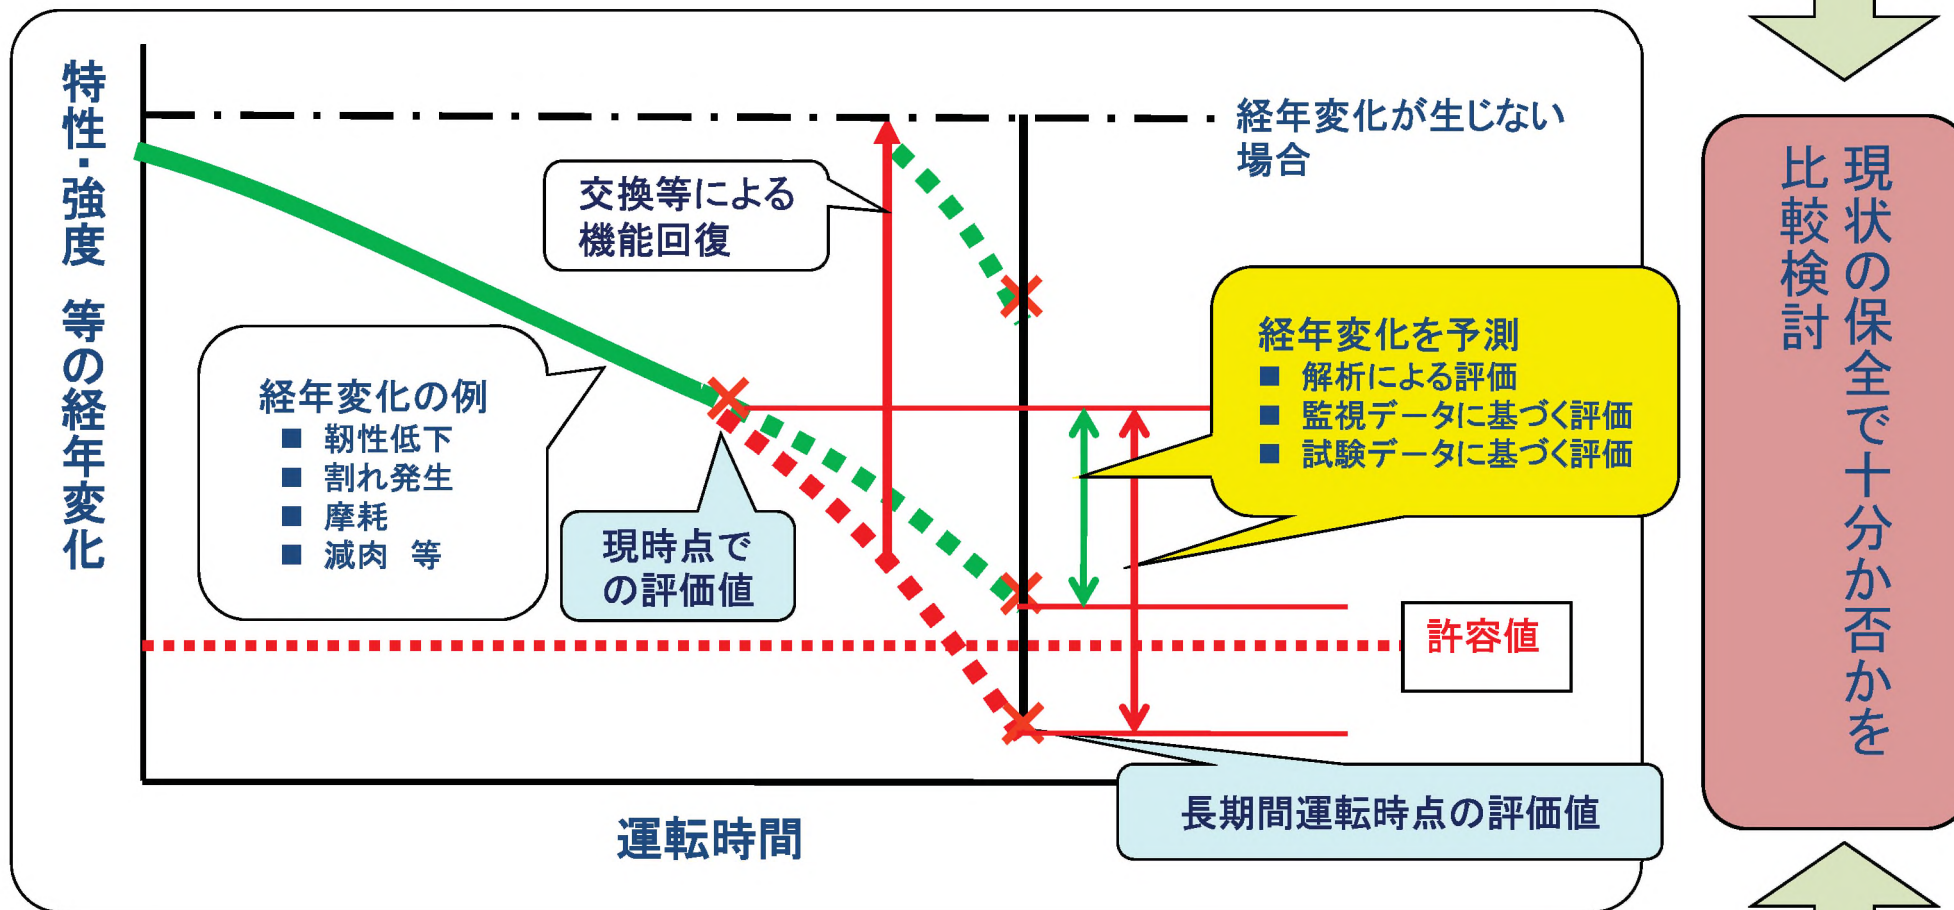 特性・強度 等の経年変化
経年変化が生じない
場合
交換等による
機能回復
経年変化の例
■ 靭性低下
■ 割れ発生
■ 摩耗
■ 減肉 等
現時点で
の評価値
経年変化を予測
■ 解析による評価
■ 監視データに基づく評価
■ 試験データに基づく評価
許容値
長期間運転時点の評価値
運転時間
現状の保全で十分か否かを
比較検討